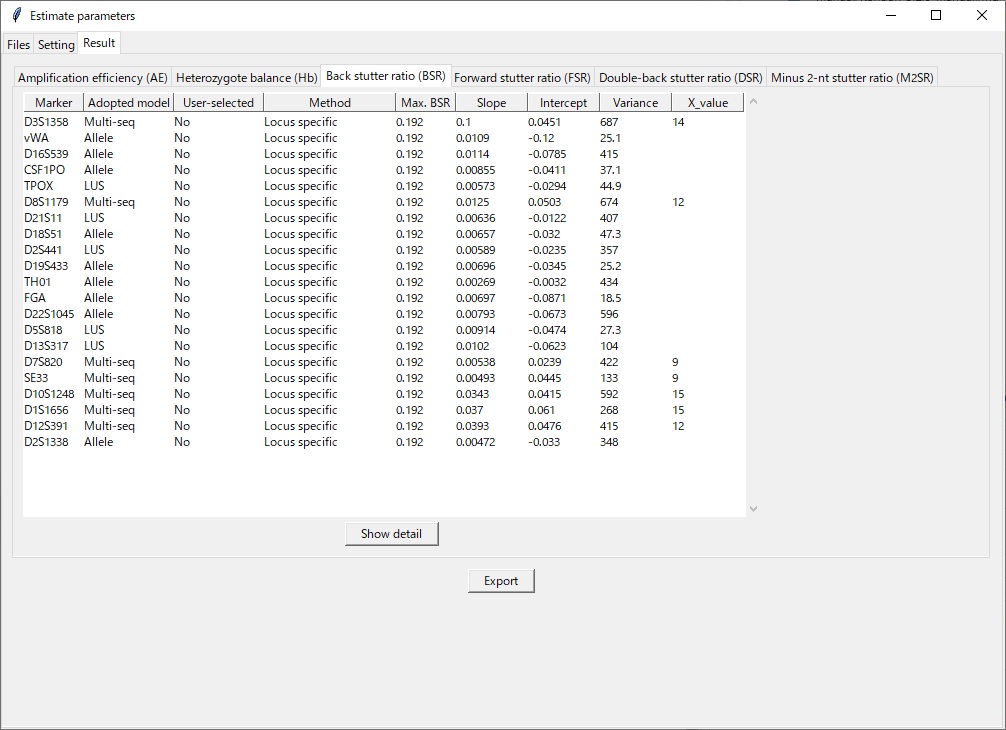 Estimate parameters
Files Setting Result
Amplification efficiency (AE) Heterozygote balance (Hb) Back stutter ratio (BSR) Forward stutter ratio (FSR) Double-back stutter ratio (DSR) Minus 2-nt stutter ratio (M2SR)
Marker Adopted model User-selected Method Max. BSR Slope Intercept Variance X_value
D3S1358 Multi-seq No Locus specific 0.192 0.1 0.0451 687 14
vWA Allele No Locus specific 0.192 0.0109 -0.12 25.1
D16S539 Allele No Locus specific 0.192 0.0114 -0.0785 415
CSF1PO Allele No Locus specific 0.192 0.00855 -0.0411 37.1
TPOX LUS No Locus specific 0.192 0.00573 -0.0294 44.9
D8S1179 Multi-seq No Locus specific 0.192 0.0125 0.0503 674 12
D21S11 LUS No Locus specific 0.192 0.00636 -0.0122 407
D18S51 Allele No Locus specific 0.192 0.00657 -0.032 47.3
D2S441 LUS No Locus specific 0.192 0.00589 -0.0235 357
D19S433 Allele No Locus specific 0.192 0.00696 -0.0345 25.2
TH01 Allele No Locus specific 0.192 0.00269 -0.0032 434
FGA Allele No Locus specific 0.192 0.00697 -0.0871 18.5
D22S1045 Allele No Locus specific 0.192 0.00793 -0.0673 596
D5S818 LUS No Locus specific 0.192 0.00914 -0.0474 27.3
D13S317 LUS No Locus specific 0.192 0.0102 -0.0623 104
D7S820 Multi-seq No Locus specific 0.192 0.00538 0.0239 422 9
SE33 Multi-seq No Locus specific 0.192 0.00493 0.0445 133 9
D10S1248 Multi-seq No Locus specific 0.192 0.0343 0.0415 592 15
D1S1656 Multi-seq No Locus specific 0.192 0.037 0.061 268 15
D12S391 Multi-seq No Locus specific 0.192 0.0393 0.0476 415 12
D2S1338 Allele No Locus specific 0.192 0.00472 -0.033 348
Show detail
Export